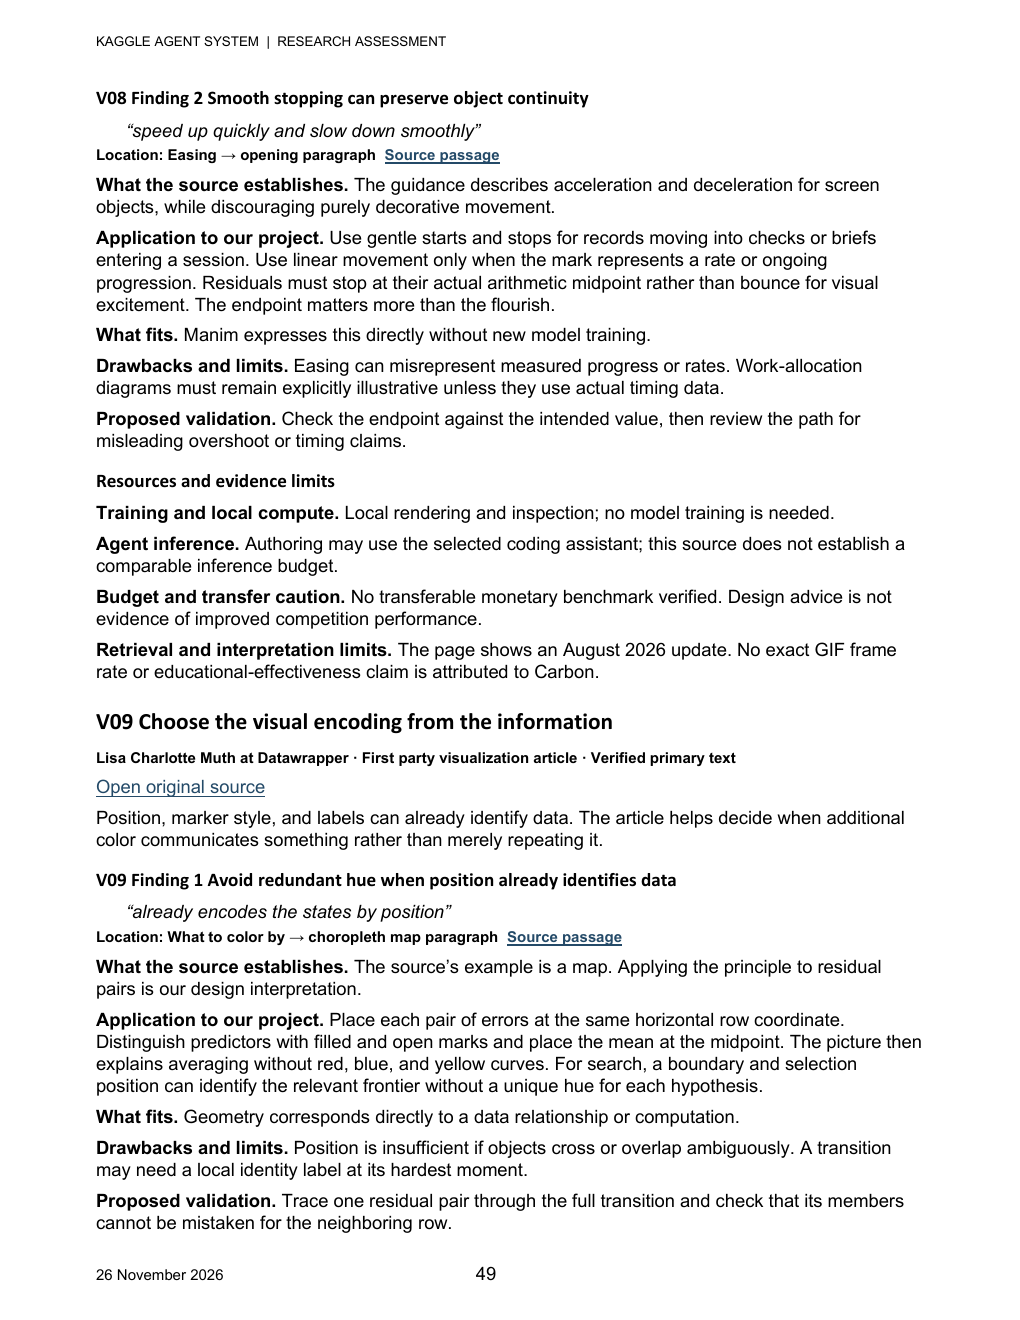 KAGGLE AGENT SYSTEM | RESEARCH ASSESSMENT
V08 Finding 2 Smooth stopping can preserve object continuity
“speed up quickly and slow down smoothly”
Location: Easing → opening paragraph Source passage
What the source establishes. The guidance describes acceleration and deceleration for screen
objects, while discouraging purely decorative movement.
Application to our project. Use gentle starts and stops for records moving into checks or briefs
entering a session. Use linear movement only when the mark represents a rate or ongoing
progression. Residuals must stop at their actual arithmetic midpoint rather than bounce for visual
excitement. The endpoint matters more than the flourish.
What fits. Manim expresses this directly without new model training.
Drawbacks and limits. Easing can misrepresent measured progress or rates. Work-allocation
diagrams must remain explicitly illustrative unless they use actual timing data.
Proposed validation. Check the endpoint against the intended value, then review the path for
misleading overshoot or timing claims.
Resources and evidence limits
Training and local compute. Local rendering and inspection; no model training is needed.
Agent inference. Authoring may use the selected coding assistant; this source does not establish a
comparable inference budget.
Budget and transfer caution. No transferable monetary benchmark verified. Design advice is not
evidence of improved competition performance.
Retrieval and interpretation limits. The page shows an August 2026 update. No exact GIF frame
rate or educational-effectiveness claim is attributed to Carbon.
V09 Choose the visual encoding from the information
Lisa Charlotte Muth at Datawrapper · First party visualization article · Verified primary text
Open original source
Position, marker style, and labels can already identify data. The article helps decide when additional
color communicates something rather than merely repeating it.
V09 Finding 1 Avoid redundant hue when position already identifies data
“already encodes the states by position”
Location: What to color by → choropleth map paragraph Source passage
What the source establishes. The source’s example is a map. Applying the principle to residual
pairs is our design interpretation.
Application to our project. Place each pair of errors at the same horizontal row coordinate.
Distinguish predictors with filled and open marks and place the mean at the midpoint. The picture then
explains averaging without red, blue, and yellow curves. For search, a boundary and selection
position can identify the relevant frontier without a unique hue for each hypothesis.
What fits. Geometry corresponds directly to a data relationship or computation.
Drawbacks and limits. Position is insufficient if objects cross or overlap ambiguously. A transition
may need a local identity label at its hardest moment.
Proposed validation. Trace one residual pair through the full transition and check that its members
cannot be mistaken for the neighboring row.
26 November 2026 49